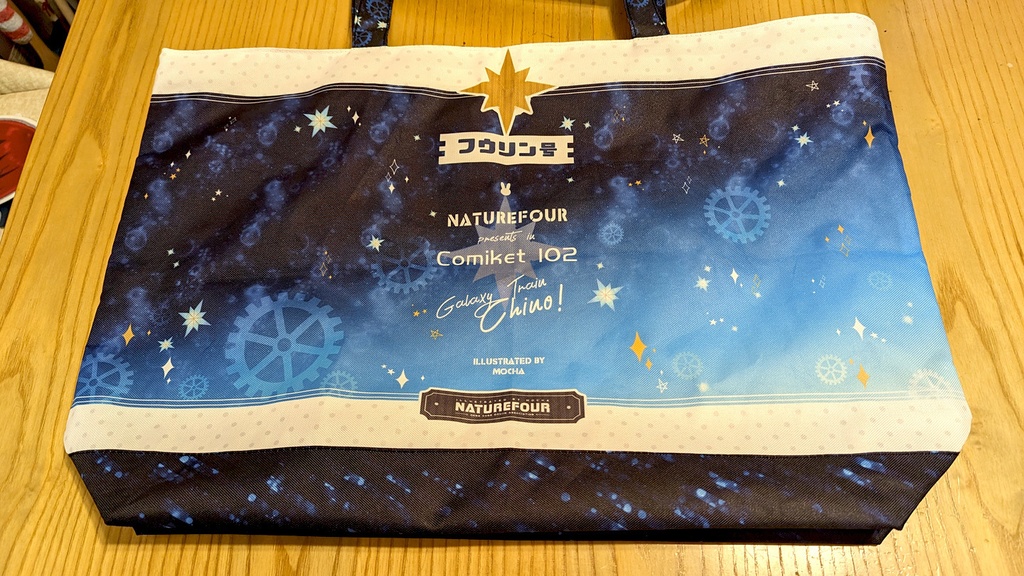 フウリン号
NATUREFOUR
presents in
Comiket 102
Galaxy Train
Chino!
ILLUSTRATED BY
MOCHA
NATUREFOUR